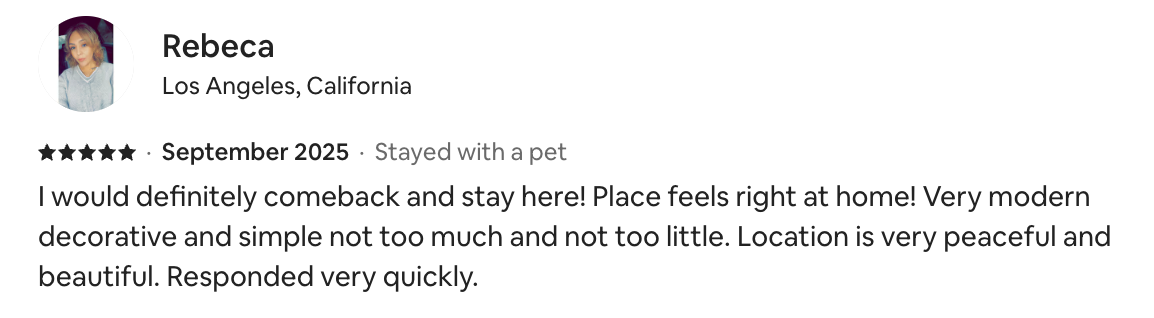 Rebeca
Los Angeles, California
★★★★★ · September 2025 · Stayed with a pet
I would definitely comeback and stay here! Place feels right at home! Very modern
decorative and simple not too much and not too little. Location is very peaceful and
beautiful. Responded very quickly.